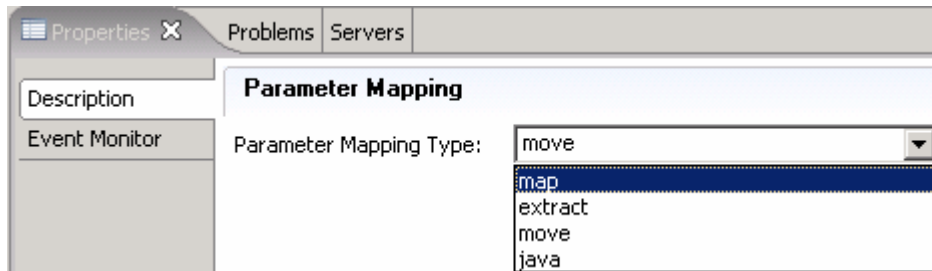 Properties Problems Servers
Description
Parameter Mapping
Event Monitor
Parameter Mapping Type: move
map
extract
move
java